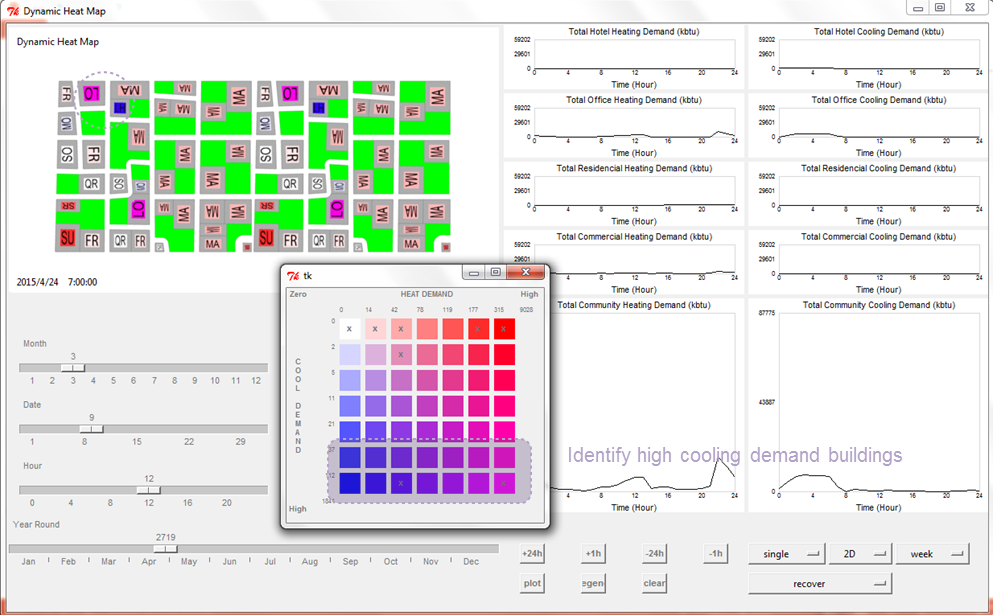 Dynamic Heat Map
Dynamic Heat Map
FR LO MA MA MA FR LO MA MA MA
HI MA MA MA HI MA MA MA
OM MA OM MA
OS FR MA MA OS FR MA MA
QR SO OM MA MA QR SO OM MA MA
SR LO MA MA MA MA SR LO MA MA MA MA
SU FR QR FR MA SU FR QR FR MA
2015/4/24 7:00:00
Month
3
1 2 3 4 5 6 7 8 9 10 11 12
Date
9
1 8 15 22 29
Hour
12
0 4 8 12 16 20
Year Round
2719
Jan Feb Mar Apr May Jun Jul Aug Sep Oct Nov Dec
tk
Zero HEAT DEMAND High
0 14 42 78 119 177 315 9028
0
2
5
11
21
COOL DEMAND
High
x x x x x
x
x
Total Hotel Heating Demand (kbtu)
59202
29601
0
0 4 8 12 16 20 24
Time (Hour)
Total Hotel Cooling Demand (kbtu)
59202
29601
0
0 4 8 12 16 20 24
Time (Hour)
Total Office Heating Demand (kbtu)
59202
29601
0
0 4 8 12 16 20 24
Time (Hour)
Total Office Cooling Demand (kbtu)
59202
29601
0
0 4 8 12 16 20 24
Time (Hour)
Total Residencial Heating Demand (kbtu)
59202
29601
0
0 4 8 12 16 20 24
Time (Hour)
Total Residencial Cooling Demand (kbtu)
59202
29601
0
0 4 8 12 16 20 24
Time (Hour)
Total Commercial Heating Demand (kbtu)
59202
29601
0
0 4 8 12 16 20 24
Time (Hour)
Total Commercial Cooling Demand (kbtu)
59202
29601
0
0 4 8 12 16 20 24
Time (Hour)
Total Community Heating Demand (kbtu)
4 8 12 16 20 24
Time (Hour)
Total Community Cooling Demand (kbtu)
87775
43887
0
0 4 8 12 16 20 24
Time (Hour)
Identify high cooling demand buildings
+24h +1h -24h -1h single 2D week
plot egen clear recover